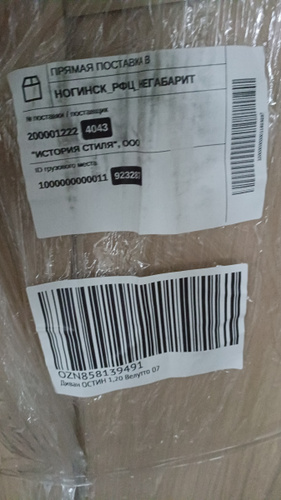 ПРЯМАЯ ПОСТАВКА В
НОГИНСК_РФЦ_НЕГАБАРИТ
№ поставки / поставщик
200001222 4043
"ИСТОРИЯ СТИЛЯ", ООО
ID грузового места
1000000000011 92328
OZN858139491
Диван ОСТИН 1,20 Велутто 07